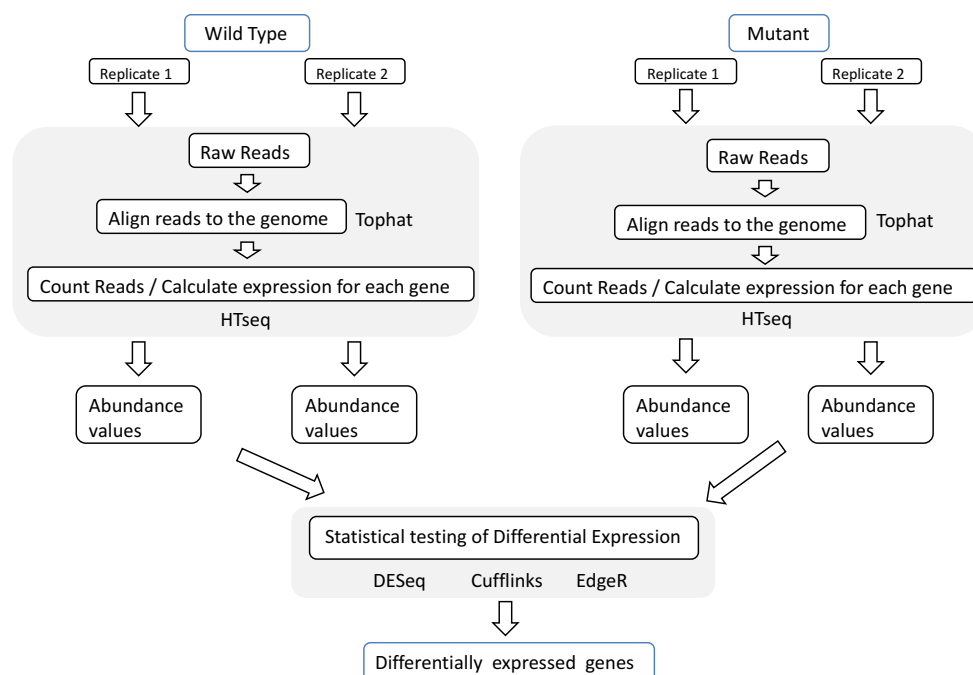 Wild Type
Replicate 1
Replicate 2
Raw Reads
Align reads to the genome
Tophat
Count Reads / Calculate expression for each gene
HTseq
Abundance
values
Abundance
values
Mutant
Replicate 1
Replicate 2
Raw Reads
Align reads to the genome
Tophat
Count Reads / Calculate expression for each gene
HTseq
Abundance
values
Abundance
values
Statistical testing of Differential Expression
DESeq Cufflinks EdgeR
Differentially expressed genes